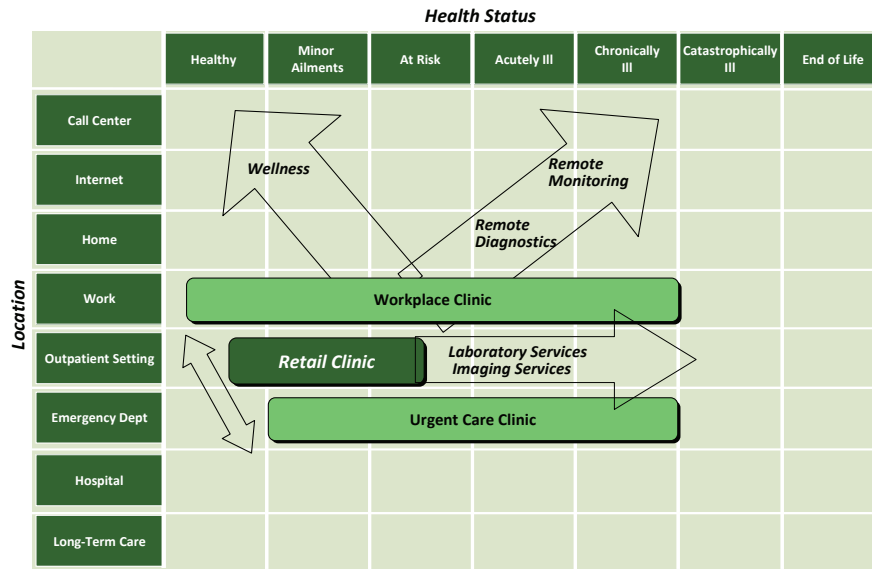 Health Status
Healthy
Minor
Ailments
At Risk
Acutely Ill
Chronically
Ill
Catastrophically
Ill
End of Life
Location
Call Center
Internet
Home
Work
Outpatient Setting
Emergency Dept
Hospital
Long-Term Care
Wellness
Remote
Monitoring
Remote
Diagnostics
Workplace Clinic
Retail Clinic
Laboratory Services
Imaging Services
Urgent Care Clinic